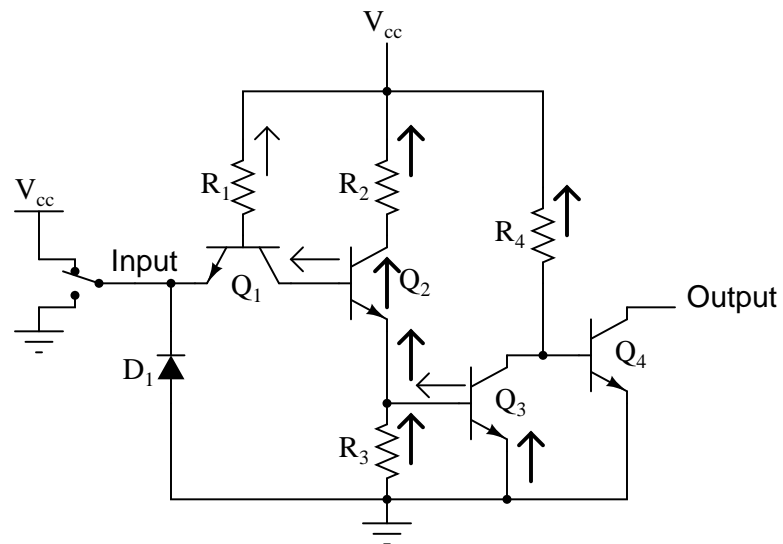 Vcc
R1
R2
Vcc
R4
Input
Output
Q1
Q2
Q4
D1
Q3
R3